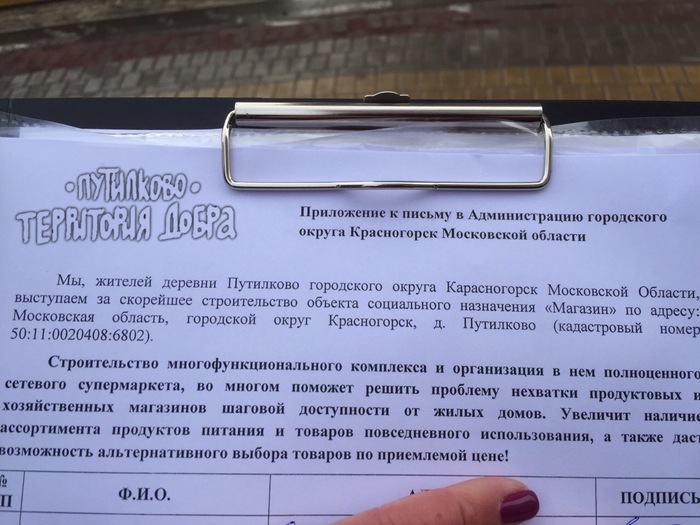 ·ПУТИЛКОВО·
ТЕРРИТОРИЯ ДОБРА
Приложение к письму в Администрацию городского
округа Красногорск Московской области
Мы, жителей деревни Путилково городского округа Карасногорск Московской Области,
выступаем за скорейшее строительство объекта социального назначения «Магазин» по адресу:
Московская область, городской округ Красногорск, д. Путилково (кадастровый номер
50:11:0020408:6802).
Строительство многофункционального комплекса и организация в нем полноценного
сетевого супермаркета, во многом поможет решить проблему нехватки продуктовых и
хозяйственных магазинов шаговой доступности от жилых домов. Увеличит наличие
ассортимента продуктов питания и товаров повседневного использования, а также даст
возможность альтернативного выбора товаров по приемлемой цене!
№ Ф.И.О. ПОДПИСЬ